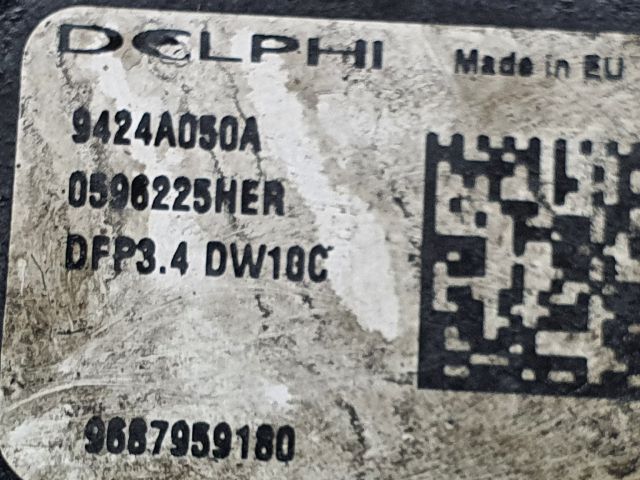 DELPHI
Made in EU
9424A050A
0596225HER
DFP3.4 DW10C
9687959180